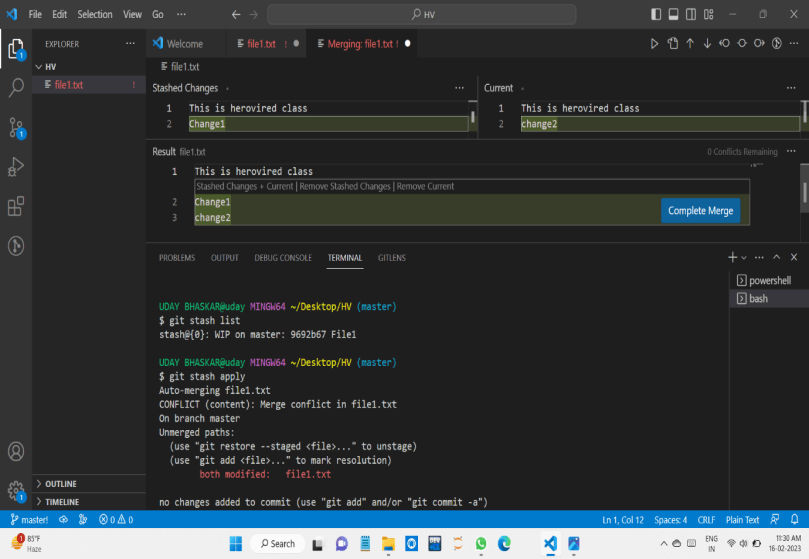 File Edit Selection View Go ··· HV
EXPLORER ···
HV
file1.txt !
Welcome file1.txt ! Merging: file1.txt !
file1.txt
Stashed Changes ···
1 This is herovired class
2 Change1
Current ···
1 This is herovired class
2 change2
Result file1.txt 0 Conflicts Remaining ···
1 This is herovired class
Stashed Changes + Current | Remove Stashed Changes | Remove Current
2 Change1
3 change2
Complete Merge
PROBLEMS OUTPUT DEBUG CONSOLE TERMINAL GITLENS
powershell
bash
UDAY BHASKAR@uday MINGW64 ~/Desktop/HV (master)
$ git stash list
stash@{0}: WIP on master: 9692b67 File1
UDAY BHASKAR@uday MINGW64 ~/Desktop/HV (master)
$ git stash apply
Auto-merging file1.txt
CONFLICT (content): Merge conflict in file1.txt
On branch master
Unmerged paths:
(use "git restore --staged <file>..." to unstage)
(use "git add <file>..." to mark resolution)
both modified: file1.txt
no changes added to commit (use "git add" and/or "git commit -a")
OUTLINE
TIMELINE
master! 0 0 Ln 1, Col 12 Spaces: 4 CRLF Plain Text
85°F
Haze
Search
ENG
IN
11:30 AM
16-02-2023